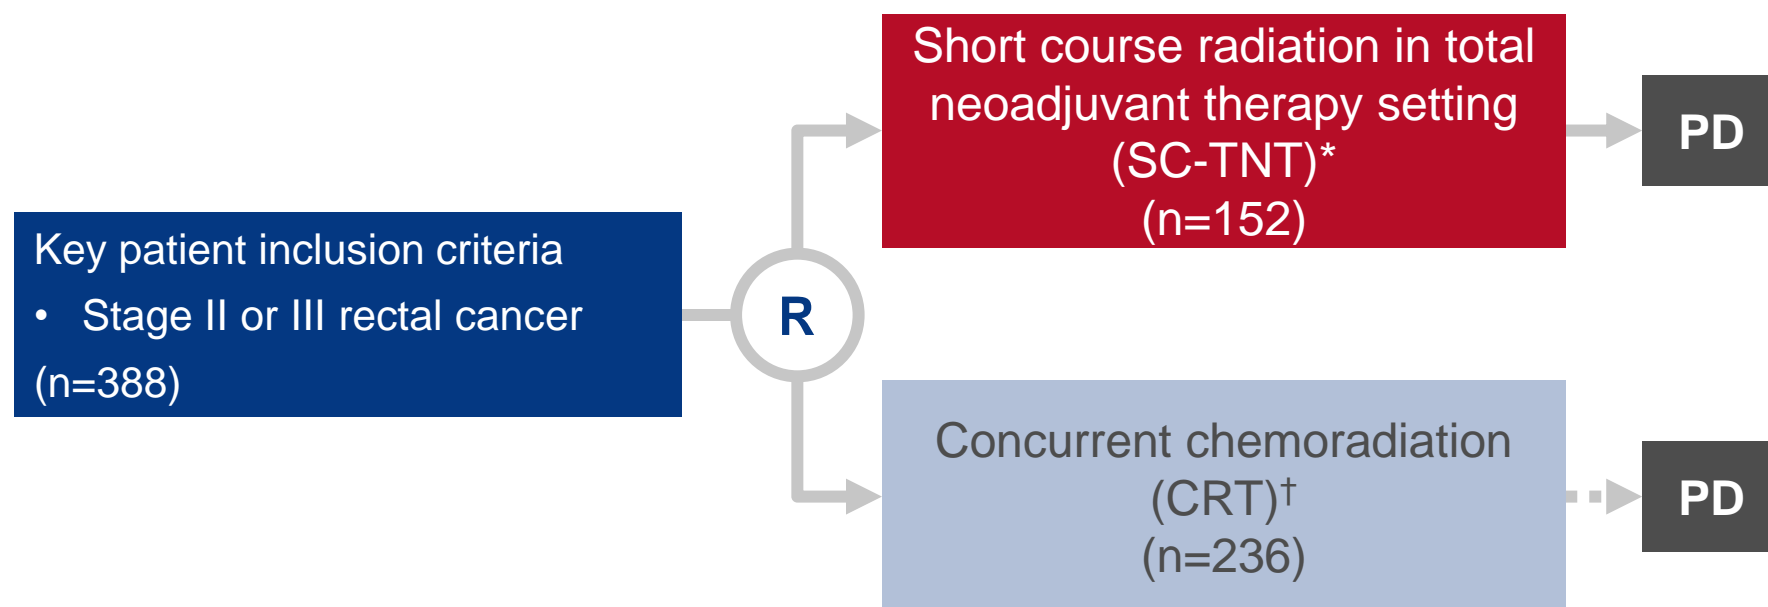 Key patient inclusion criteria
• Stage II or III rectal cancer
(n=388)
R
Short course radiation in total
neoadjuvant therapy setting
(SC-TNT)*
(n=152)
PD
Concurrent chemoradiation
(CRT)†
(n=236)
PD